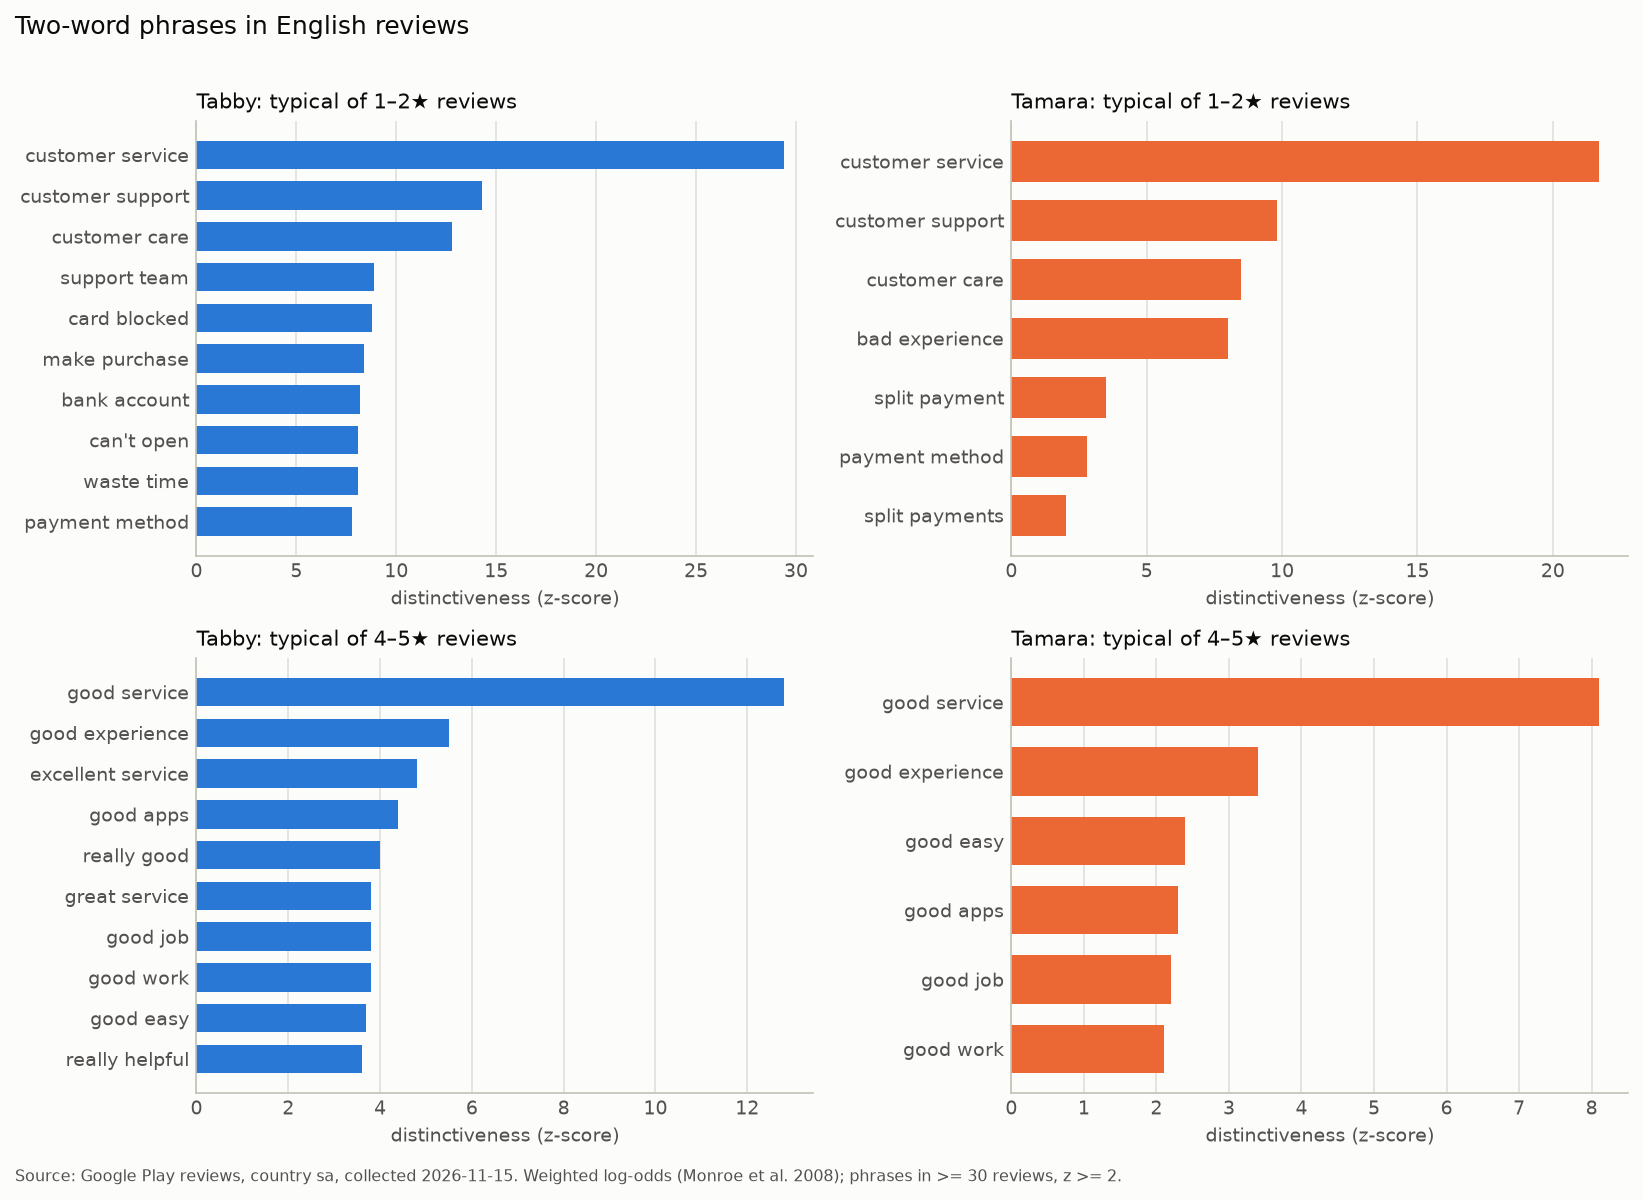 Two-word phrases in English reviews
Tabby: typical of 1–2★ reviews
customer service
customer support
customer care
support team
card blocked
make purchase
bank account
can't open
waste time
payment method
0 5 10 15 20 25 30
distinctiveness (z-score)
Tamara: typical of 1–2★ reviews
customer service
customer support
customer care
bad experience
split payment
payment method
split payments
0 5 10 15 20
distinctiveness (z-score)
Tabby: typical of 4–5★ reviews
good service
good experience
excellent service
good apps
really good
great service
good job
good work
good easy
really helpful
0 2 4 6 8 10 12
distinctiveness (z-score)
Tamara: typical of 4–5★ reviews
good service
good experience
good easy
good apps
good job
good work
0 1 2 3 4 5 6 7 8
distinctiveness (z-score)
Source: Google Play reviews, country sa, collected 2026-11-15. Weighted log-odds (Monroe et al. 2008); phrases in >= 30 reviews, z >= 2.